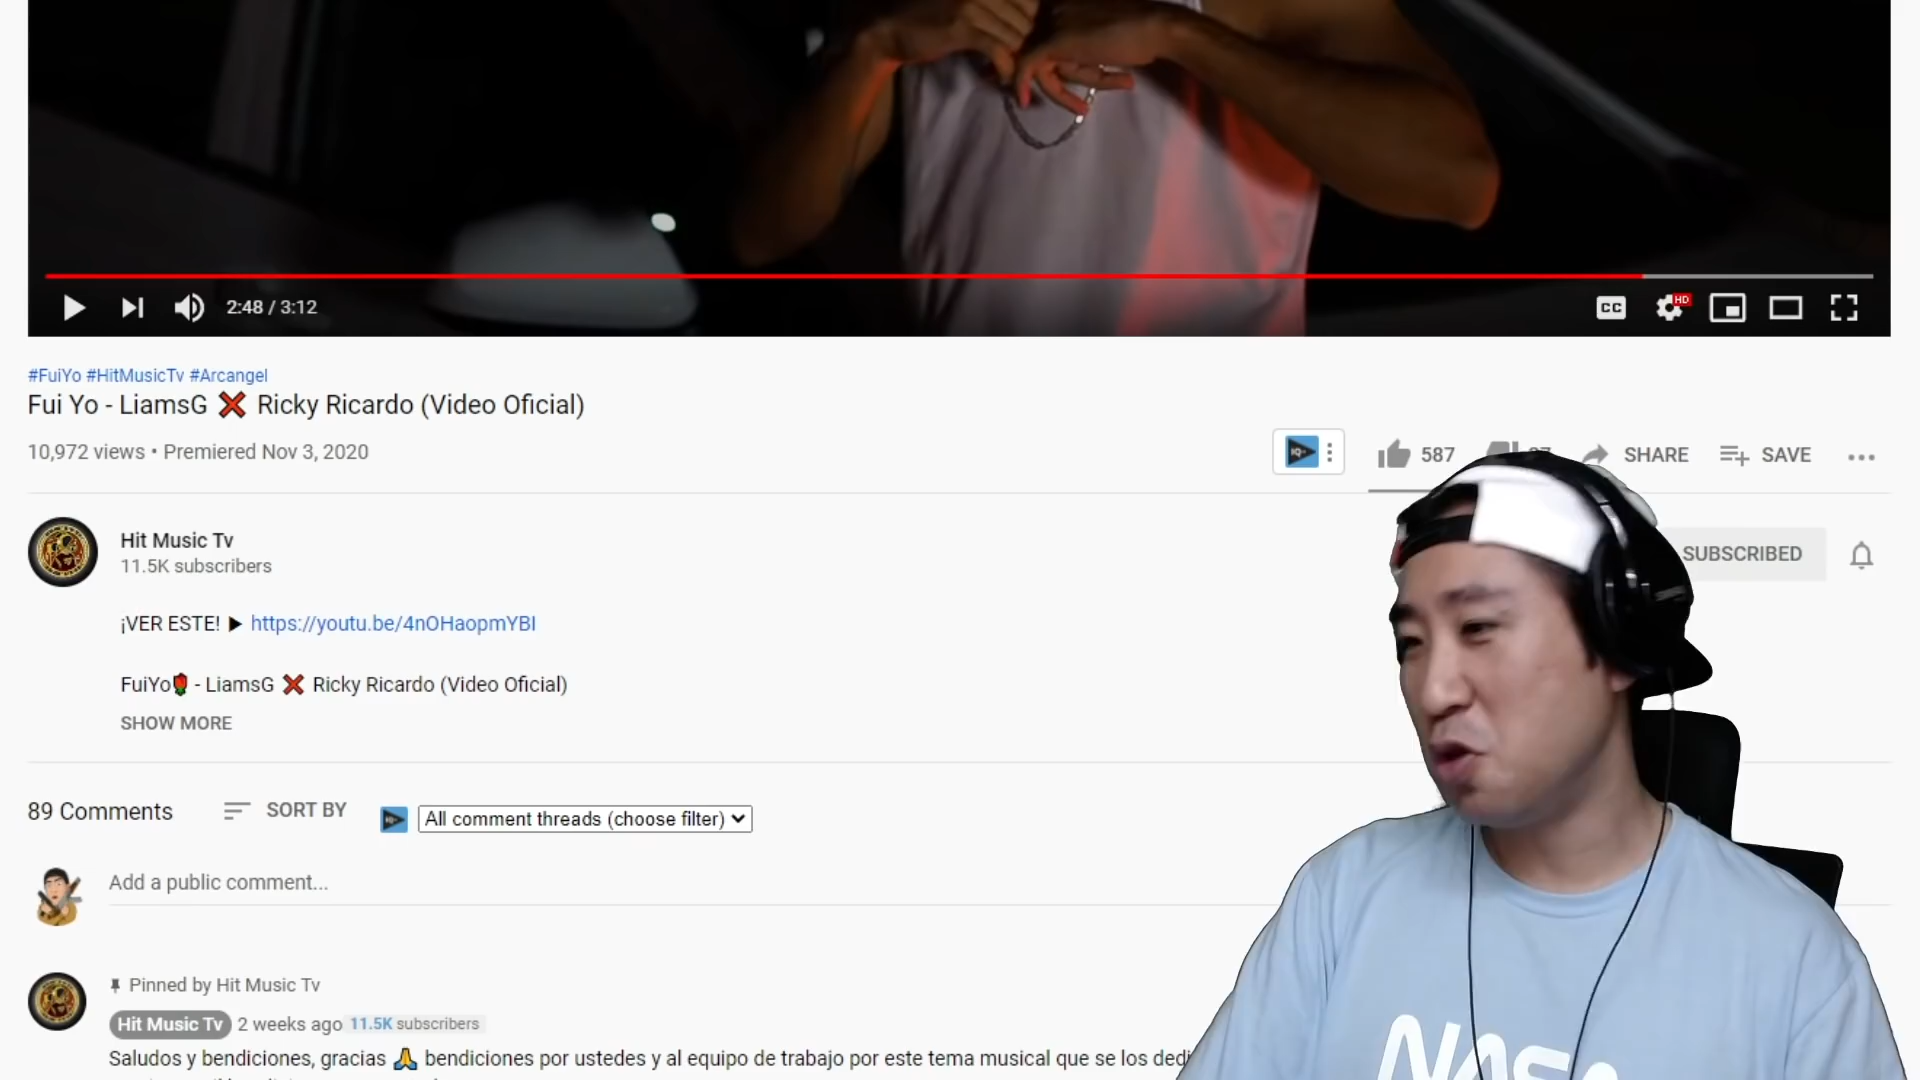 2:48 / 3:12
CC
HD
#FuiYo #HitMusicTv #Arcangel
Fui Yo - LiamsG ❌ Ricky Ricardo (Video Oficial)
10,972 views • Premiered Nov 3, 2020
IQ
587
SHARE
SAVE
Hit Music Tv
11.5K subscribers
SUBSCRIBED
¡VER ESTE! ▶ https://youtu.be/4nOHaopmYBI
FuiYo🌹 - LiamsG ❌ Ricky Ricardo (Video Oficial)
SHOW MORE
89 Comments
SORT BY
All comment threads (choose filter)
Add a public comment...
Pinned by Hit Music Tv
Hit Music Tv 2 weeks ago 11.5K subscribers
Saludos y bendiciones, gracias 🙏 bendiciones por ustedes y al equipo de trabajo por este tema musical que se los
NASA